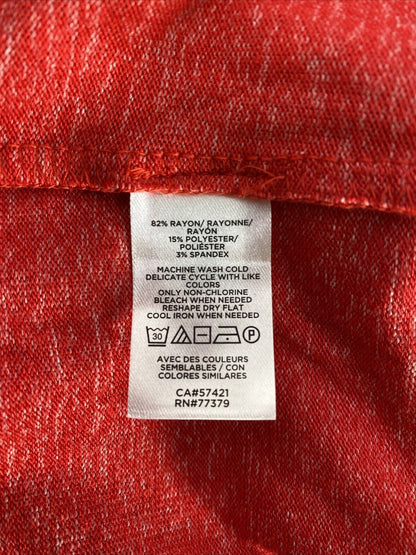 82% RAYON/ RAYONNE/
RAYÓN
15% POLYESTER/
POLIÉSTER
3% SPANDEX
MACHINE WASH COLD
DELICATE CYCLE WITH LIKE
COLORS
ONLY NON-CHLORINE
BLEACH WHEN NEEDED
RESHAPE DRY FLAT
COOL IRON WHEN NEEDED
30 P
AVEC DES COULEURS
SEMBLABLES / CON
COLORES SIMILARES
CA#57421
RN#77379